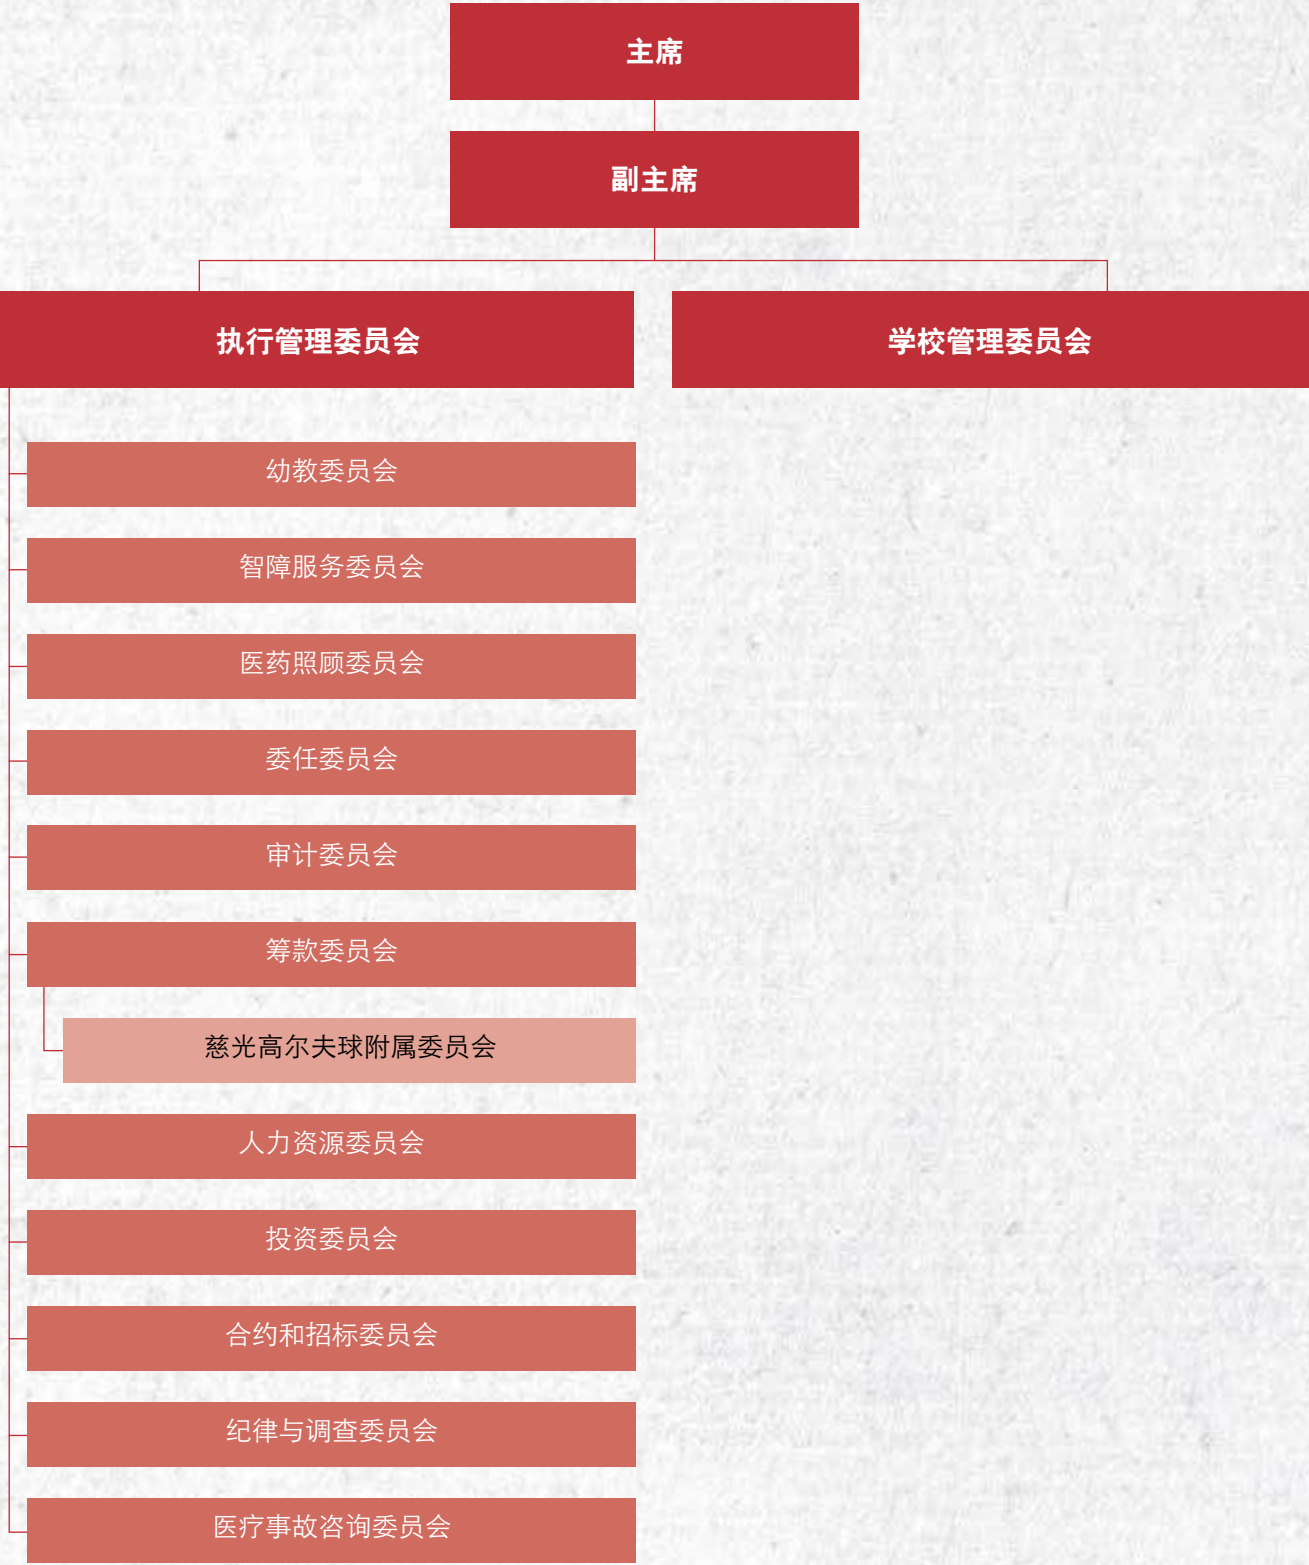 主席
副主席
执行管理委员会
学校管理委员会
幼教委员会
智障服务委员会
医药照顾委员会
委任委员会
审计委员会
筹款委员会
慈光高尔夫球附属委员会
人力资源委员会
投资委员会
合约和招标委员会
纪律与调查委员会
医疗事故咨询委员会